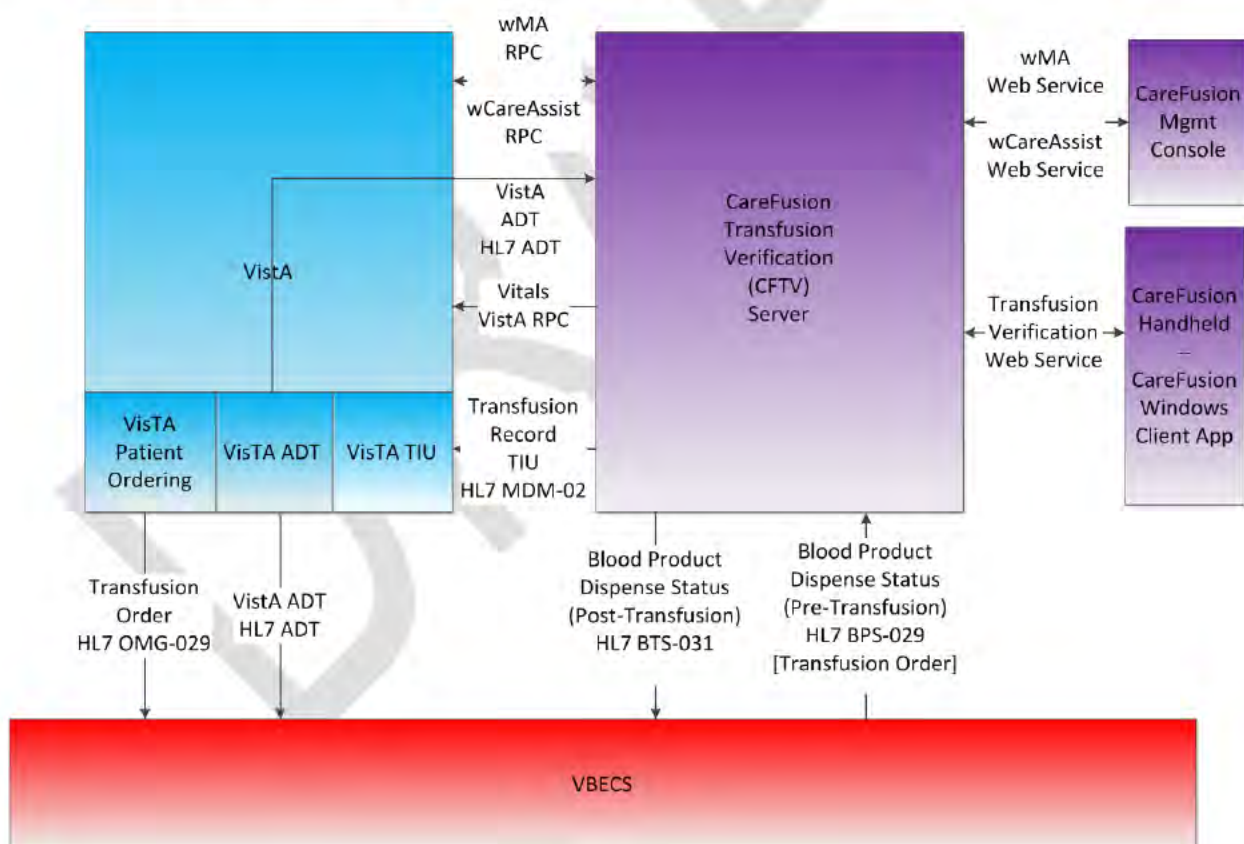 wMA
RPC
wCareAssist
RPC
VistA
ADT
HL7 ADT
VistA
Vitals
VistA RPC
VisTA
Patient
Ordering
VisTA ADT
VisTA TIU
Transfusion
Record
TIU
HL7 MDM-02
CareFusion
Transfusion
Verification
(CFTV)
Server
wMA
Web Service
wCareAssist
Web Service
CareFusion
Mgmt
Console
Transfusion
Verification
Web Service
CareFusion
Handheld
–
CareFusion
Windows
Client App
Transfusion
Order
HL7 OMG-029
VistA ADT
HL7 ADT
Blood Product
Dispense Status
(Post-Transfusion)
HL7 BTS-031
Blood Product
Dispense Status
(Pre-Transfusion)
HL7 BPS-029
[Transfusion Order]
VBECS